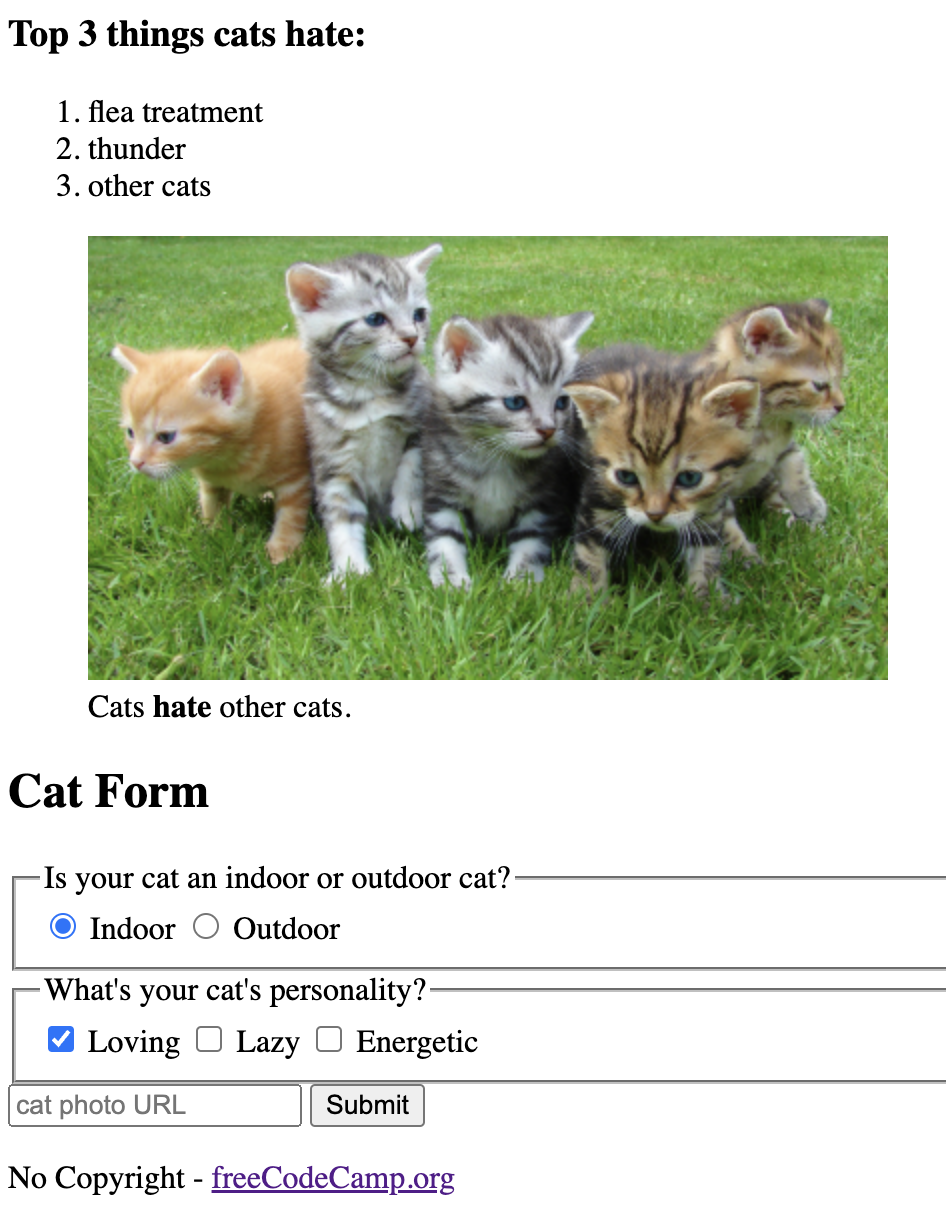 Top 3 things cats hate:
1. flea treatment
2. thunder
3. other cats
Cats hate other cats.
Cat Form
Is your cat an indoor or outdoor cat?
Indoor Outdoor
What's your cat's personality?
Loving Lazy Energetic
cat photo URL Submit
No Copyright - freeCodeCamp.org